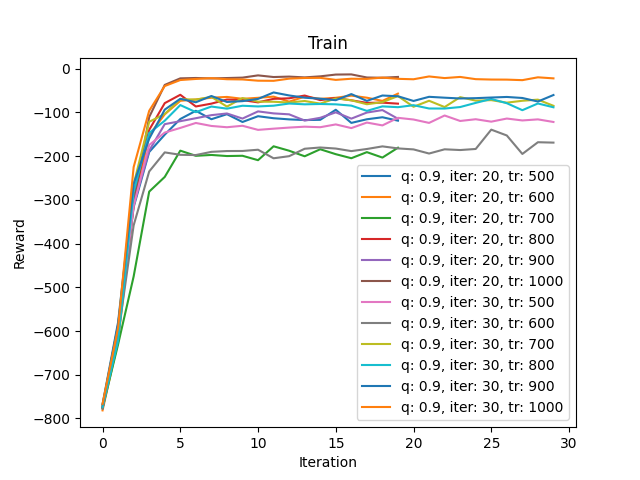 Train
0
−100
−200
−300
−400
−500
−600
−700
−800
Reward
0 5 10 15 20 25 30
Iteration
q: 0.9, iter: 20, tr: 500
q: 0.9, iter: 20, tr: 600
q: 0.9, iter: 20, tr: 700
q: 0.9, iter: 20, tr: 800
q: 0.9, iter: 20, tr: 900
q: 0.9, iter: 20, tr: 1000
q: 0.9, iter: 30, tr: 500
q: 0.9, iter: 30, tr: 600
q: 0.9, iter: 30, tr: 700
q: 0.9, iter: 30, tr: 800
q: 0.9, iter: 30, tr: 900
q: 0.9, iter: 30, tr: 1000